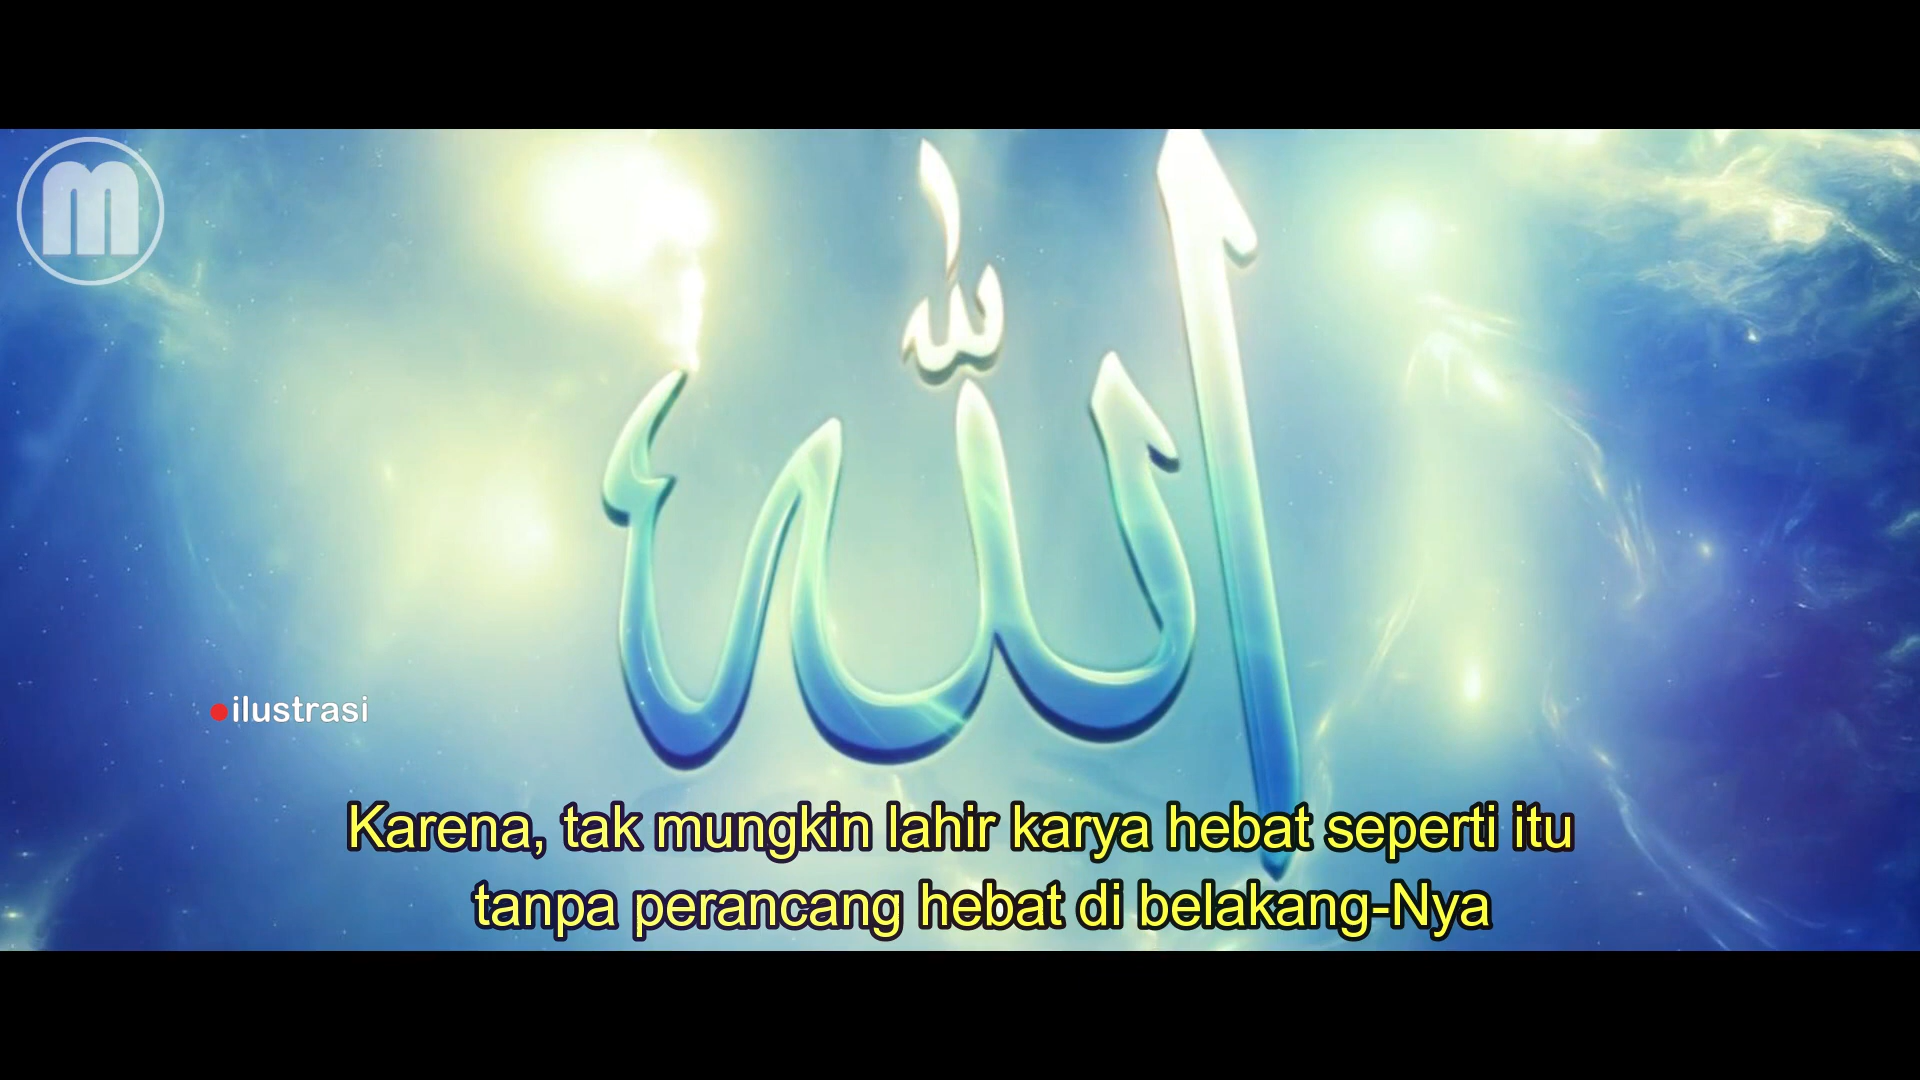 M
الله
ilustrasi
Karena, tak mungkin lahir karya hebat seperti itu
tanpa perancang hebat di belakang-Nya